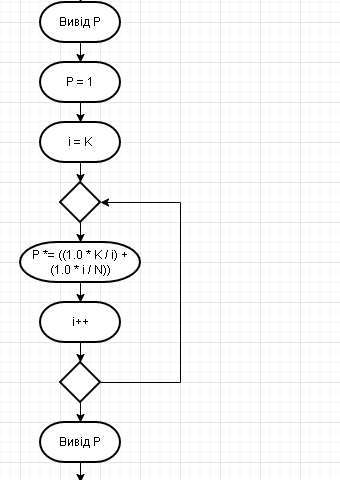 Вивід P
P = 1
i = K
P *= ((1.0 * K / i) +
(1.0 * i / N))
i++
Вивід P